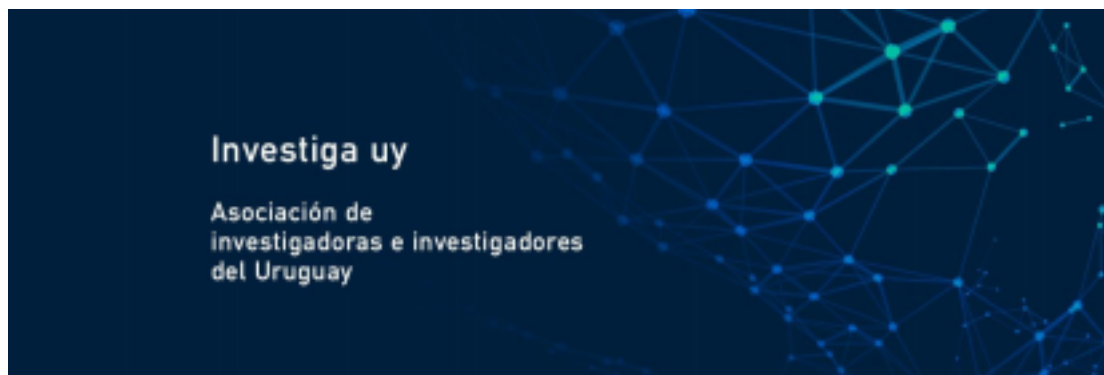 Investiga uy
Asociación de
investigadoras e investigadores
del Uruguay